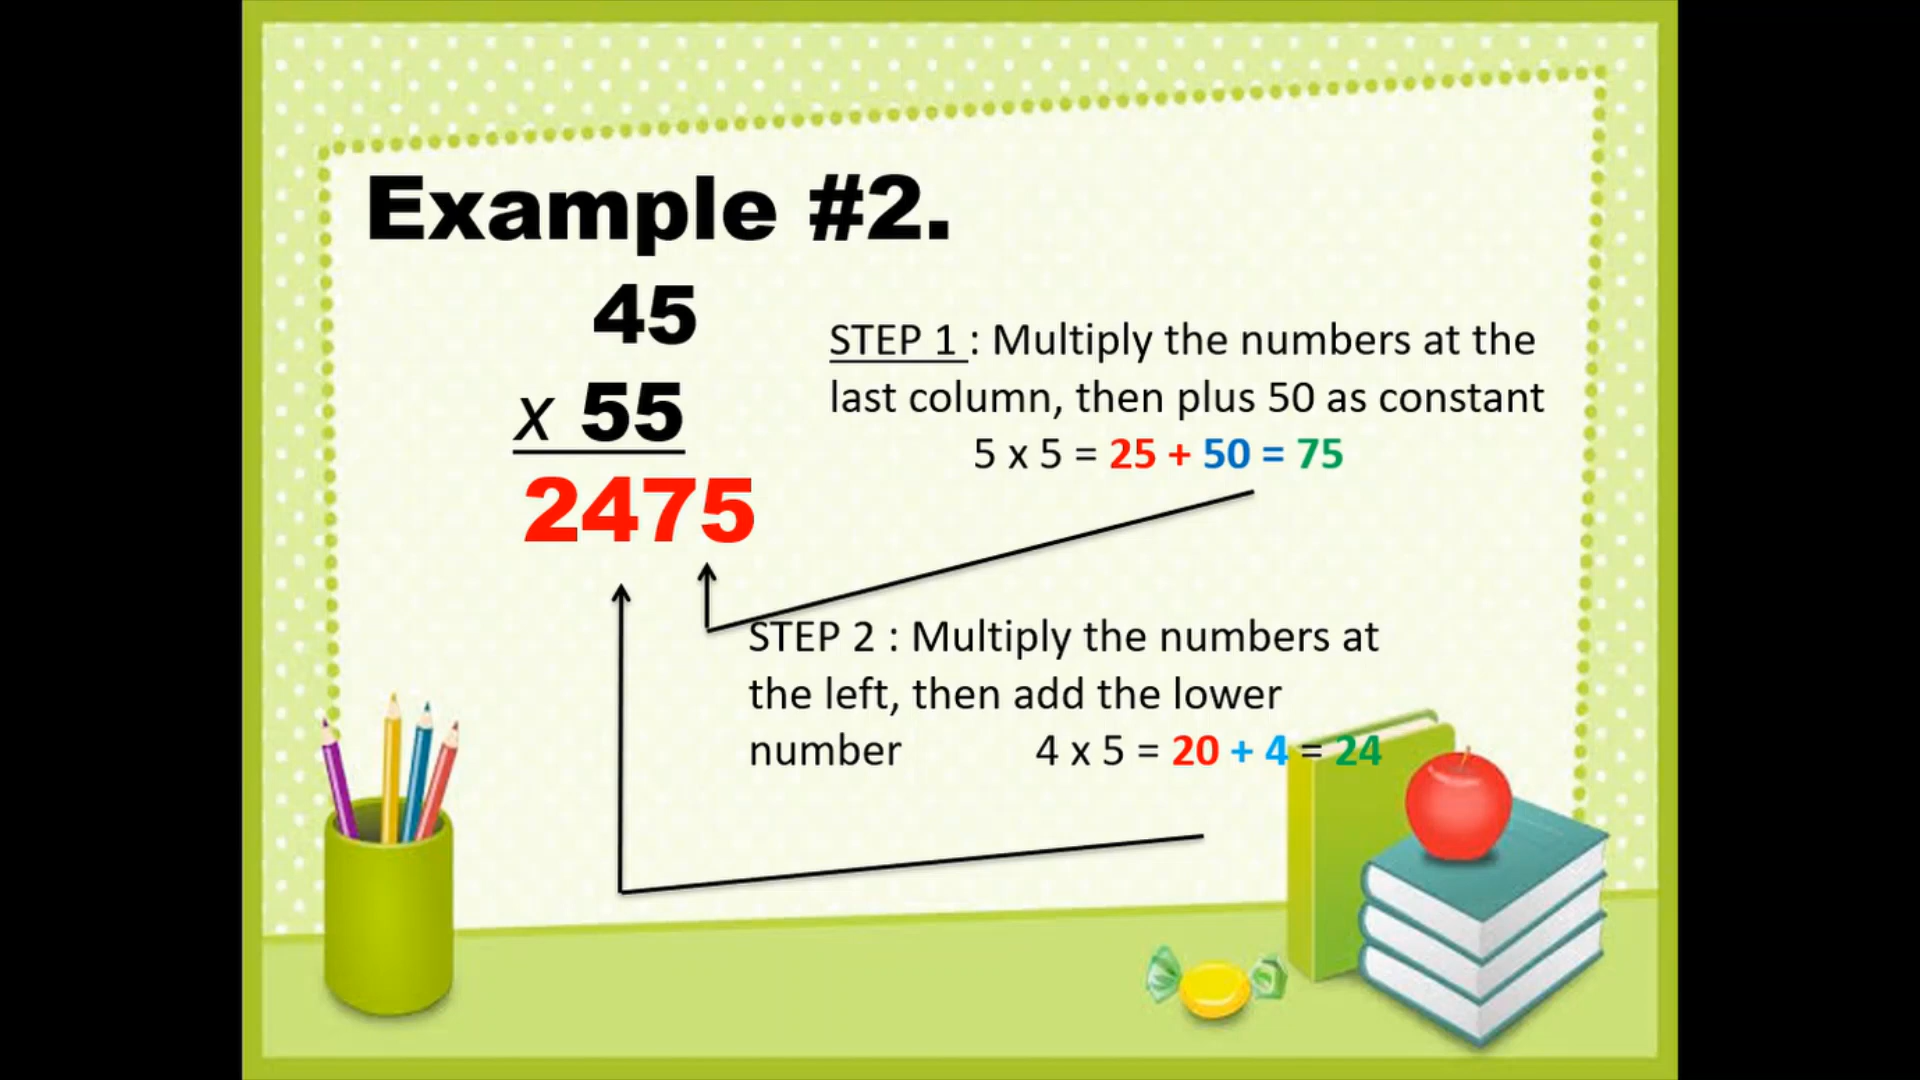 Example #2.
45
x 55
2475
STEP 1 : Multiply the numbers at the
last column, then plus 50 as constant
5 x 5 = 25 + 50 = 75
STEP 2 : Multiply the numbers at
the left, then add the lower
number 4 x 5 = 20 + 4 = 24